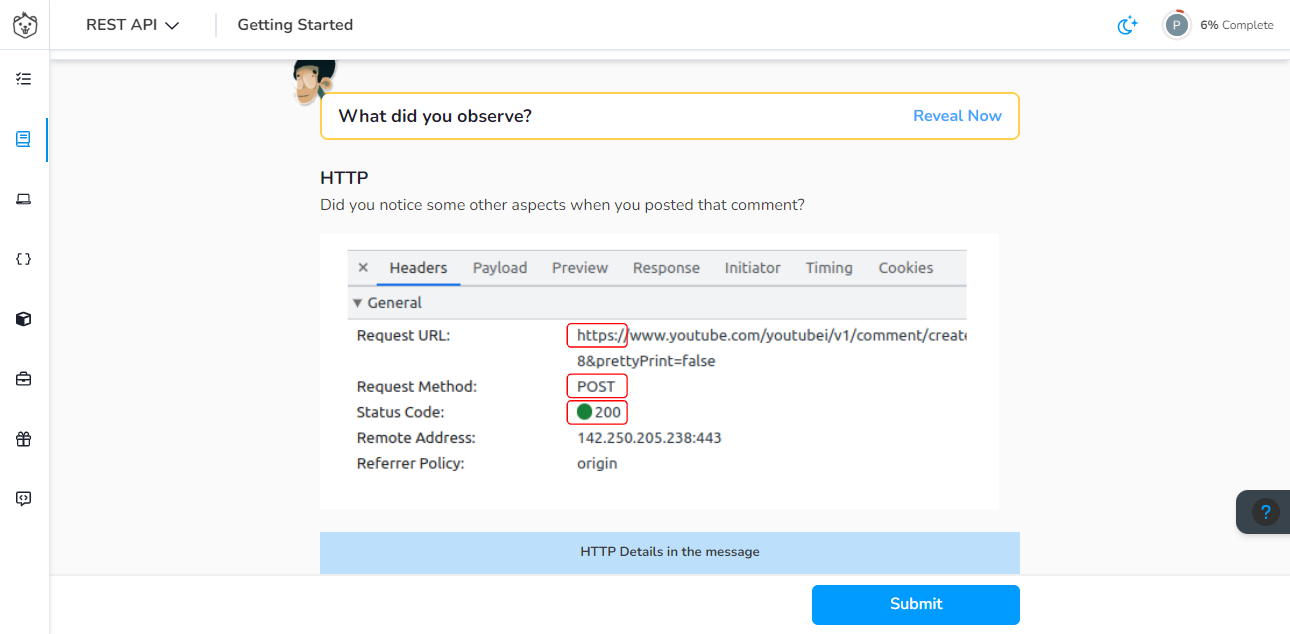 REST API
Getting Started
P
6% Complete
What did you observe?
Reveal Now
HTTP
Did you notice some other aspects when you posted that comment?
× Headers Payload Preview Response Initiator Timing Cookies
▼ General
Request URL: https://www.youtube.com/youtubei/v1/comment/create
8&prettyPrint=false
Request Method: POST
Status Code: 200
Remote Address: 142.250.205.238:443
Referrer Policy: origin
?
HTTP Details in the message
Submit